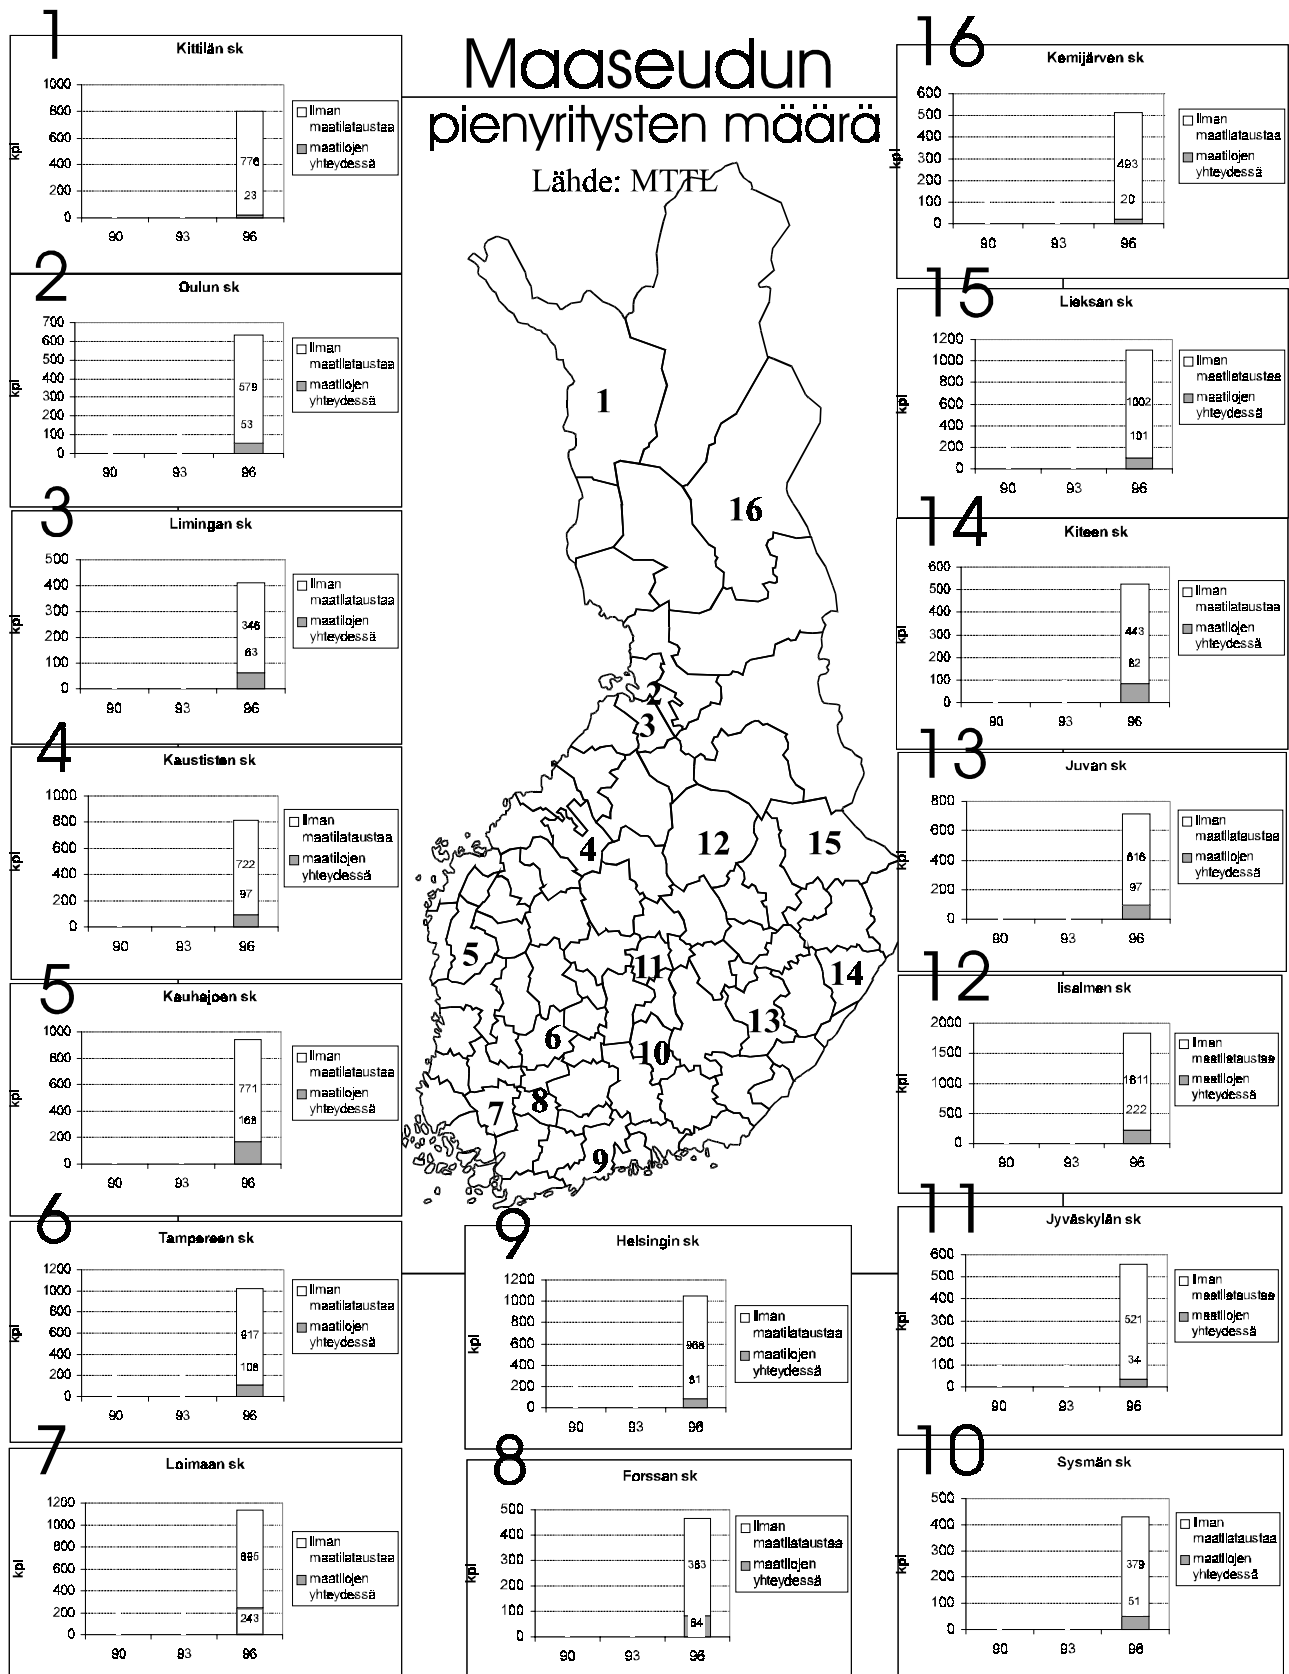 Maaseudun
pienyritysten määrä
Lähde: MTTL
1
Kittilän sk
1000
800
600
400
200
0
kpl
776
23
90 93 96
Ilman
maatilataustaa
maatilojen
yhteydessä
2
Oulun sk
700
600
500
400
300
200
100
0
kpl
579
53
90 93 96
Ilman
maatilataustaa
maatilojen
yhteydessä
3
Limingan sk
500
400
300
200
100
0
kpl
346
63
90 93 96
Ilman
maatilataustaa
maatilojen
yhteydessä
4
Kaustisten sk
1000
800
600
400
200
0
kpl
722
97
90 93 96
Ilman
maatilataustaa
maatilojen
yhteydessä
5
Kauhajoen sk
1000
800
600
400
200
0
kpl
771
90 93 96
Ilman
maatilataustaa
maatilojen
yhteydessä
6
Tampereen sk
1200
1000
800
600
400
200
0
kpl
917
90 93 96
Ilman
maatilataustaa
maatilojen
yhteydessä
7
Loimaan sk
1200
1000
800
600
400
200
0
kpl
895
243
90 93 96
Ilman
maatilataustaa
maatilojen
yhteydessä
1
16
2
3
4
12
15
5
11
14
6
10
13
7
8
9
9
Helsingin sk
1200
1000
800
600
400
200
0
kpl
968
81
90 93 96
Ilman
maatilataustaa
maatilojen
yhteydessä
8
Forssan sk
500
400
300
200
100
0
kpl
383
84
90 93 96
Ilman
maatilataustaa
maatilojen
yhteydessä
16
Kemijärven sk
600
500
400
300
200
100
0
kpl
493
20
90 93 96
Ilman
maatilataustaa
maatilojen
yhteydessä
15
Lieksan sk
1200
1000
800
600
400
200
0
kpl
1002
101
90 93 96
Ilman
maatilataustaa
maatilojen
yhteydessä
14
Kiteen sk
600
500
400
300
200
100
0
kpl
443
82
90 93 96
Ilman
maatilataustaa
maatilojen
yhteydessä
13
Juvan sk
800
600
400
200
0
kpl
616
97
90 93 96
Ilman
maatilataustaa
maatilojen
yhteydessä
12
Iisalmen sk
2000
1500
1000
500
0
kpl
1611
222
90 93 96
Ilman
maatilataustaa
maatilojen
yhteydessä
11
Jyväskylän sk
600
500
400
300
200
100
0
kpl
521
34
90 93 96
Ilman
maatilataustaa
maatilojen
yhteydessä
10
Sysmän sk
500
400
300
200
100
0
kpl
379
51
90 93 96
Ilman
maatilataustaa
maatilojen
yhteydessä